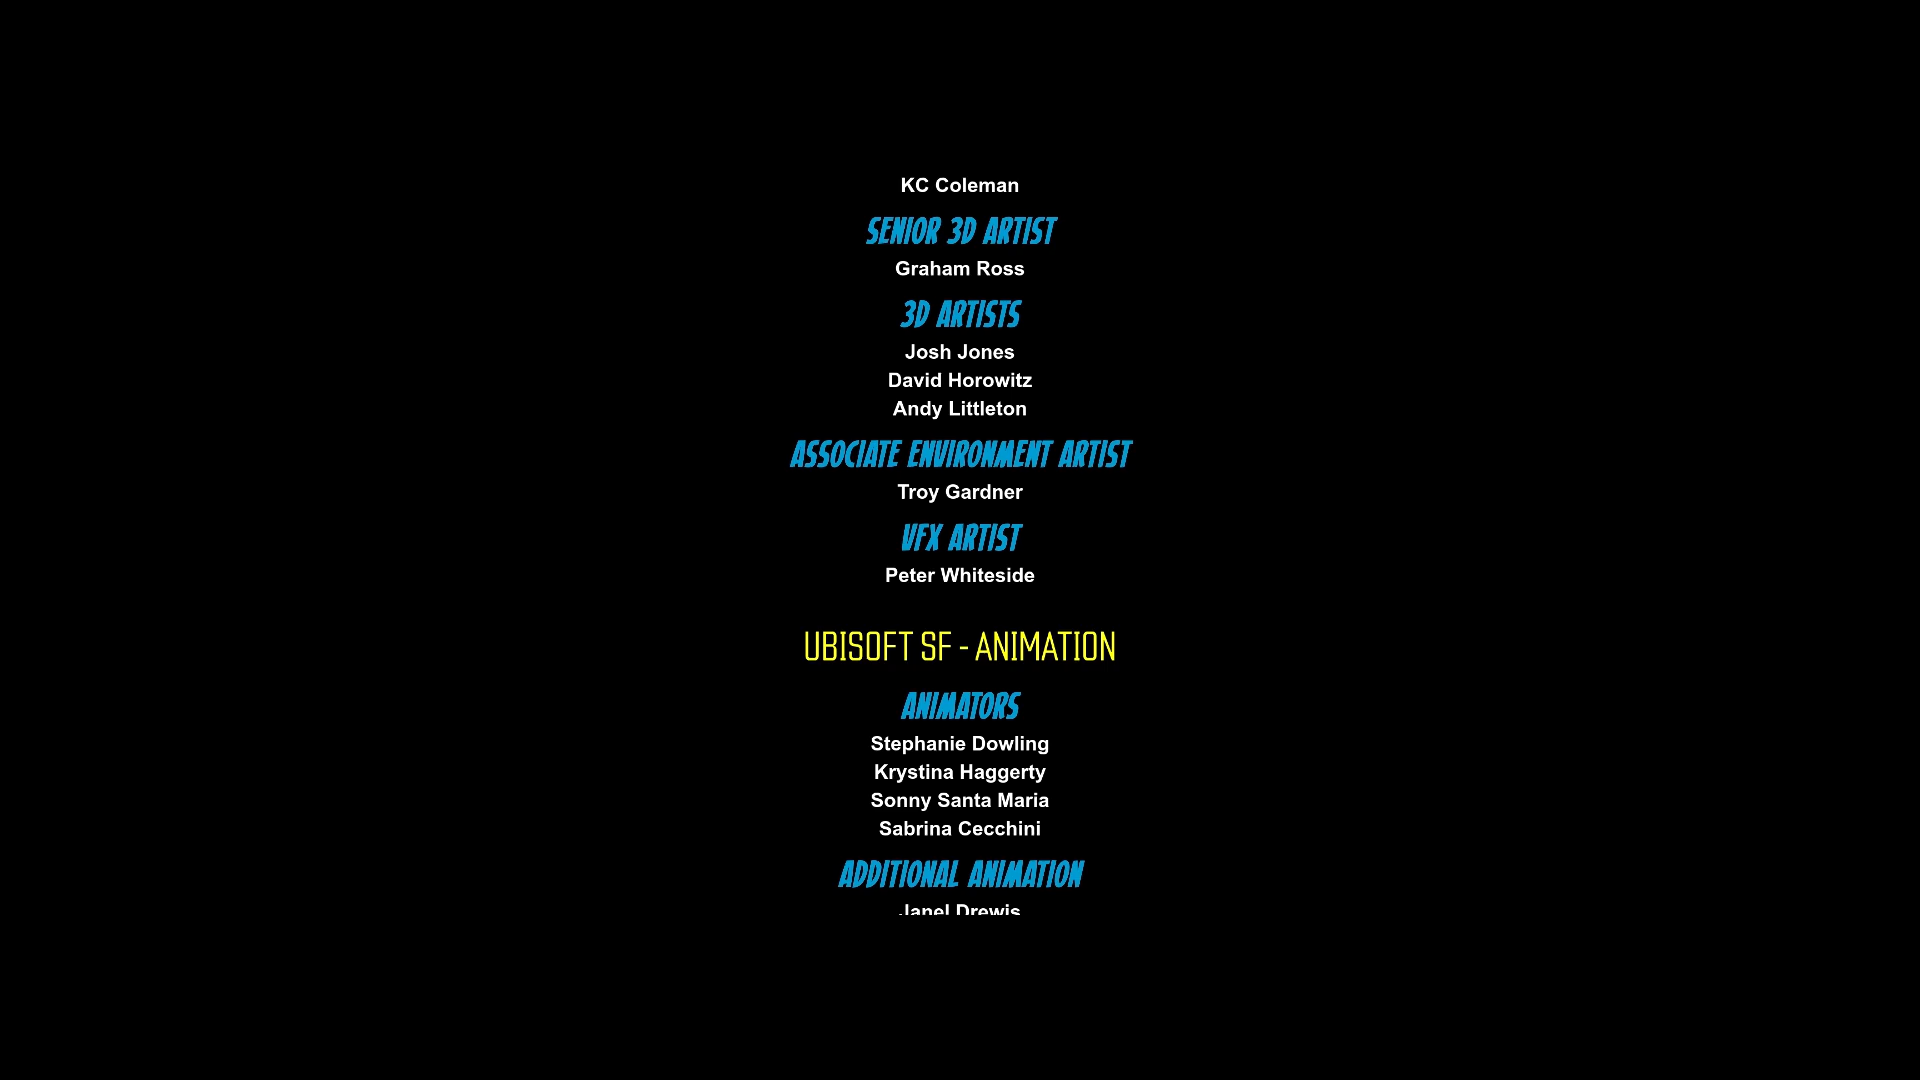 KC Coleman
SENIOR 3D ARTIST
Graham Ross
3D ARTISTS
Josh Jones
David Horowitz
Andy Littleton
ASSOCIATE ENVIRONMENT ARTIST
Troy Gardner
VFX ARTIST
Peter Whiteside
UBISOFT SF - ANIMATION
ANIMATORS
Stephanie Dowling
Krystina Haggerty
Sonny Santa Maria
Sabrina Cecchini
ADDITIONAL ANIMATION
Janel Drewis